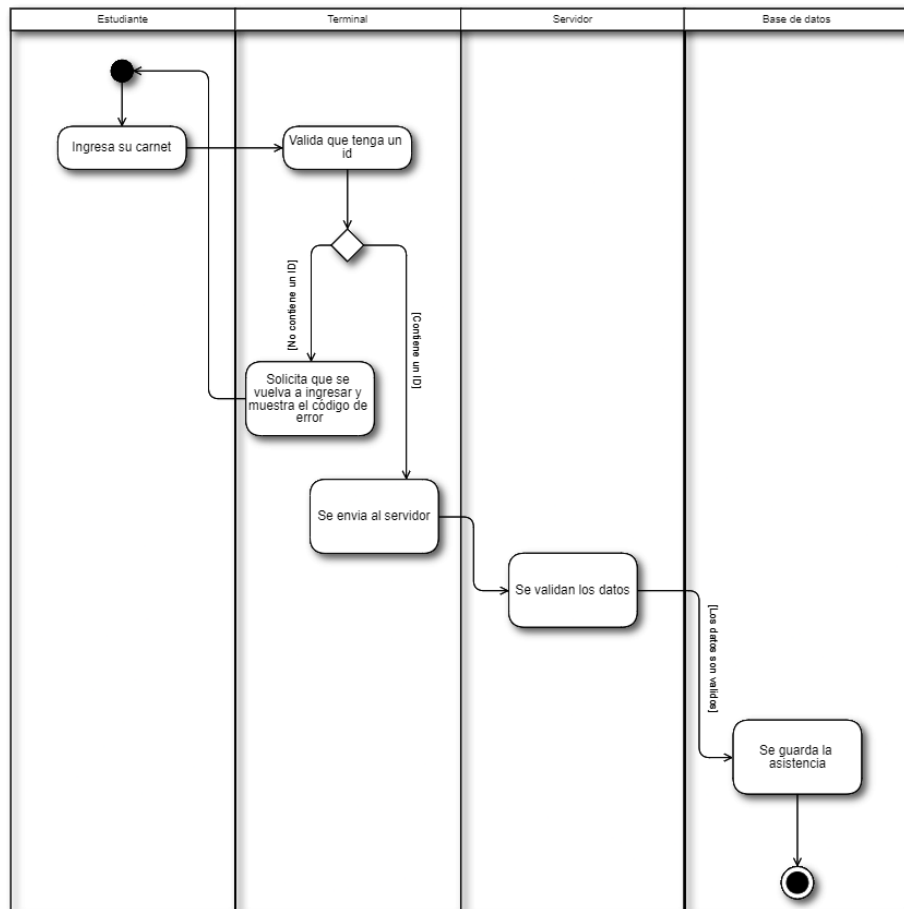 Estudiante
Terminal
Servidor
Base de datos
Ingresa su carnet
Valida que tenga un
id
[No contiene un ID]
[Contiene un ID]
Solicita que se
vuelva a ingresar y
muestra el código de
error
Se envia al servidor
Se validan los datos
[Los datos son validos]
Se guarda la
asistencia